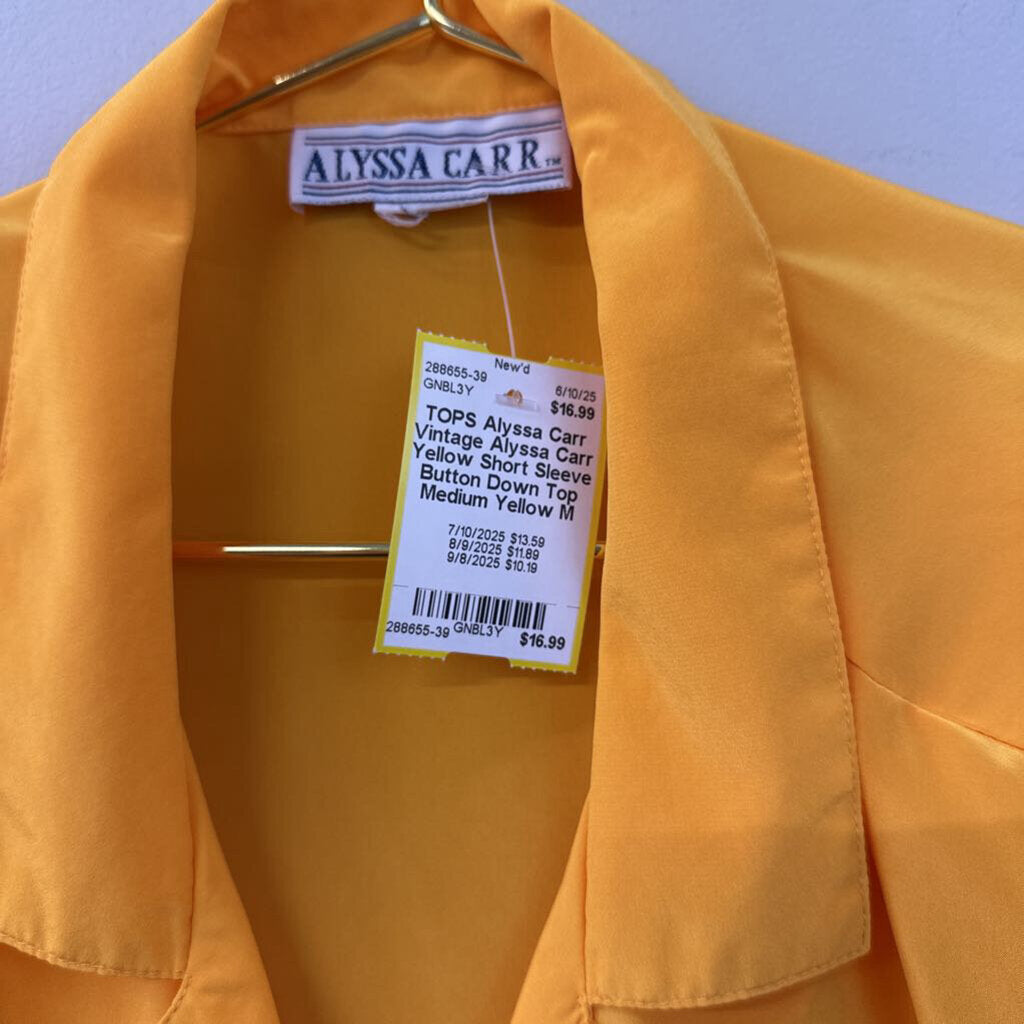 ALYSSA CARR™
New'd
288655-39 6/10/25
GNBL3Y $16.99
TOPS Alyssa Carr
Vintage Alyssa Carr
Yellow Short Sleeve
Button Down Top
Medium Yellow M
7/10/2025 $13.59
8/9/2025 $11.89
9/8/2025 $10.19
288655-39 GNBL3Y $16.99